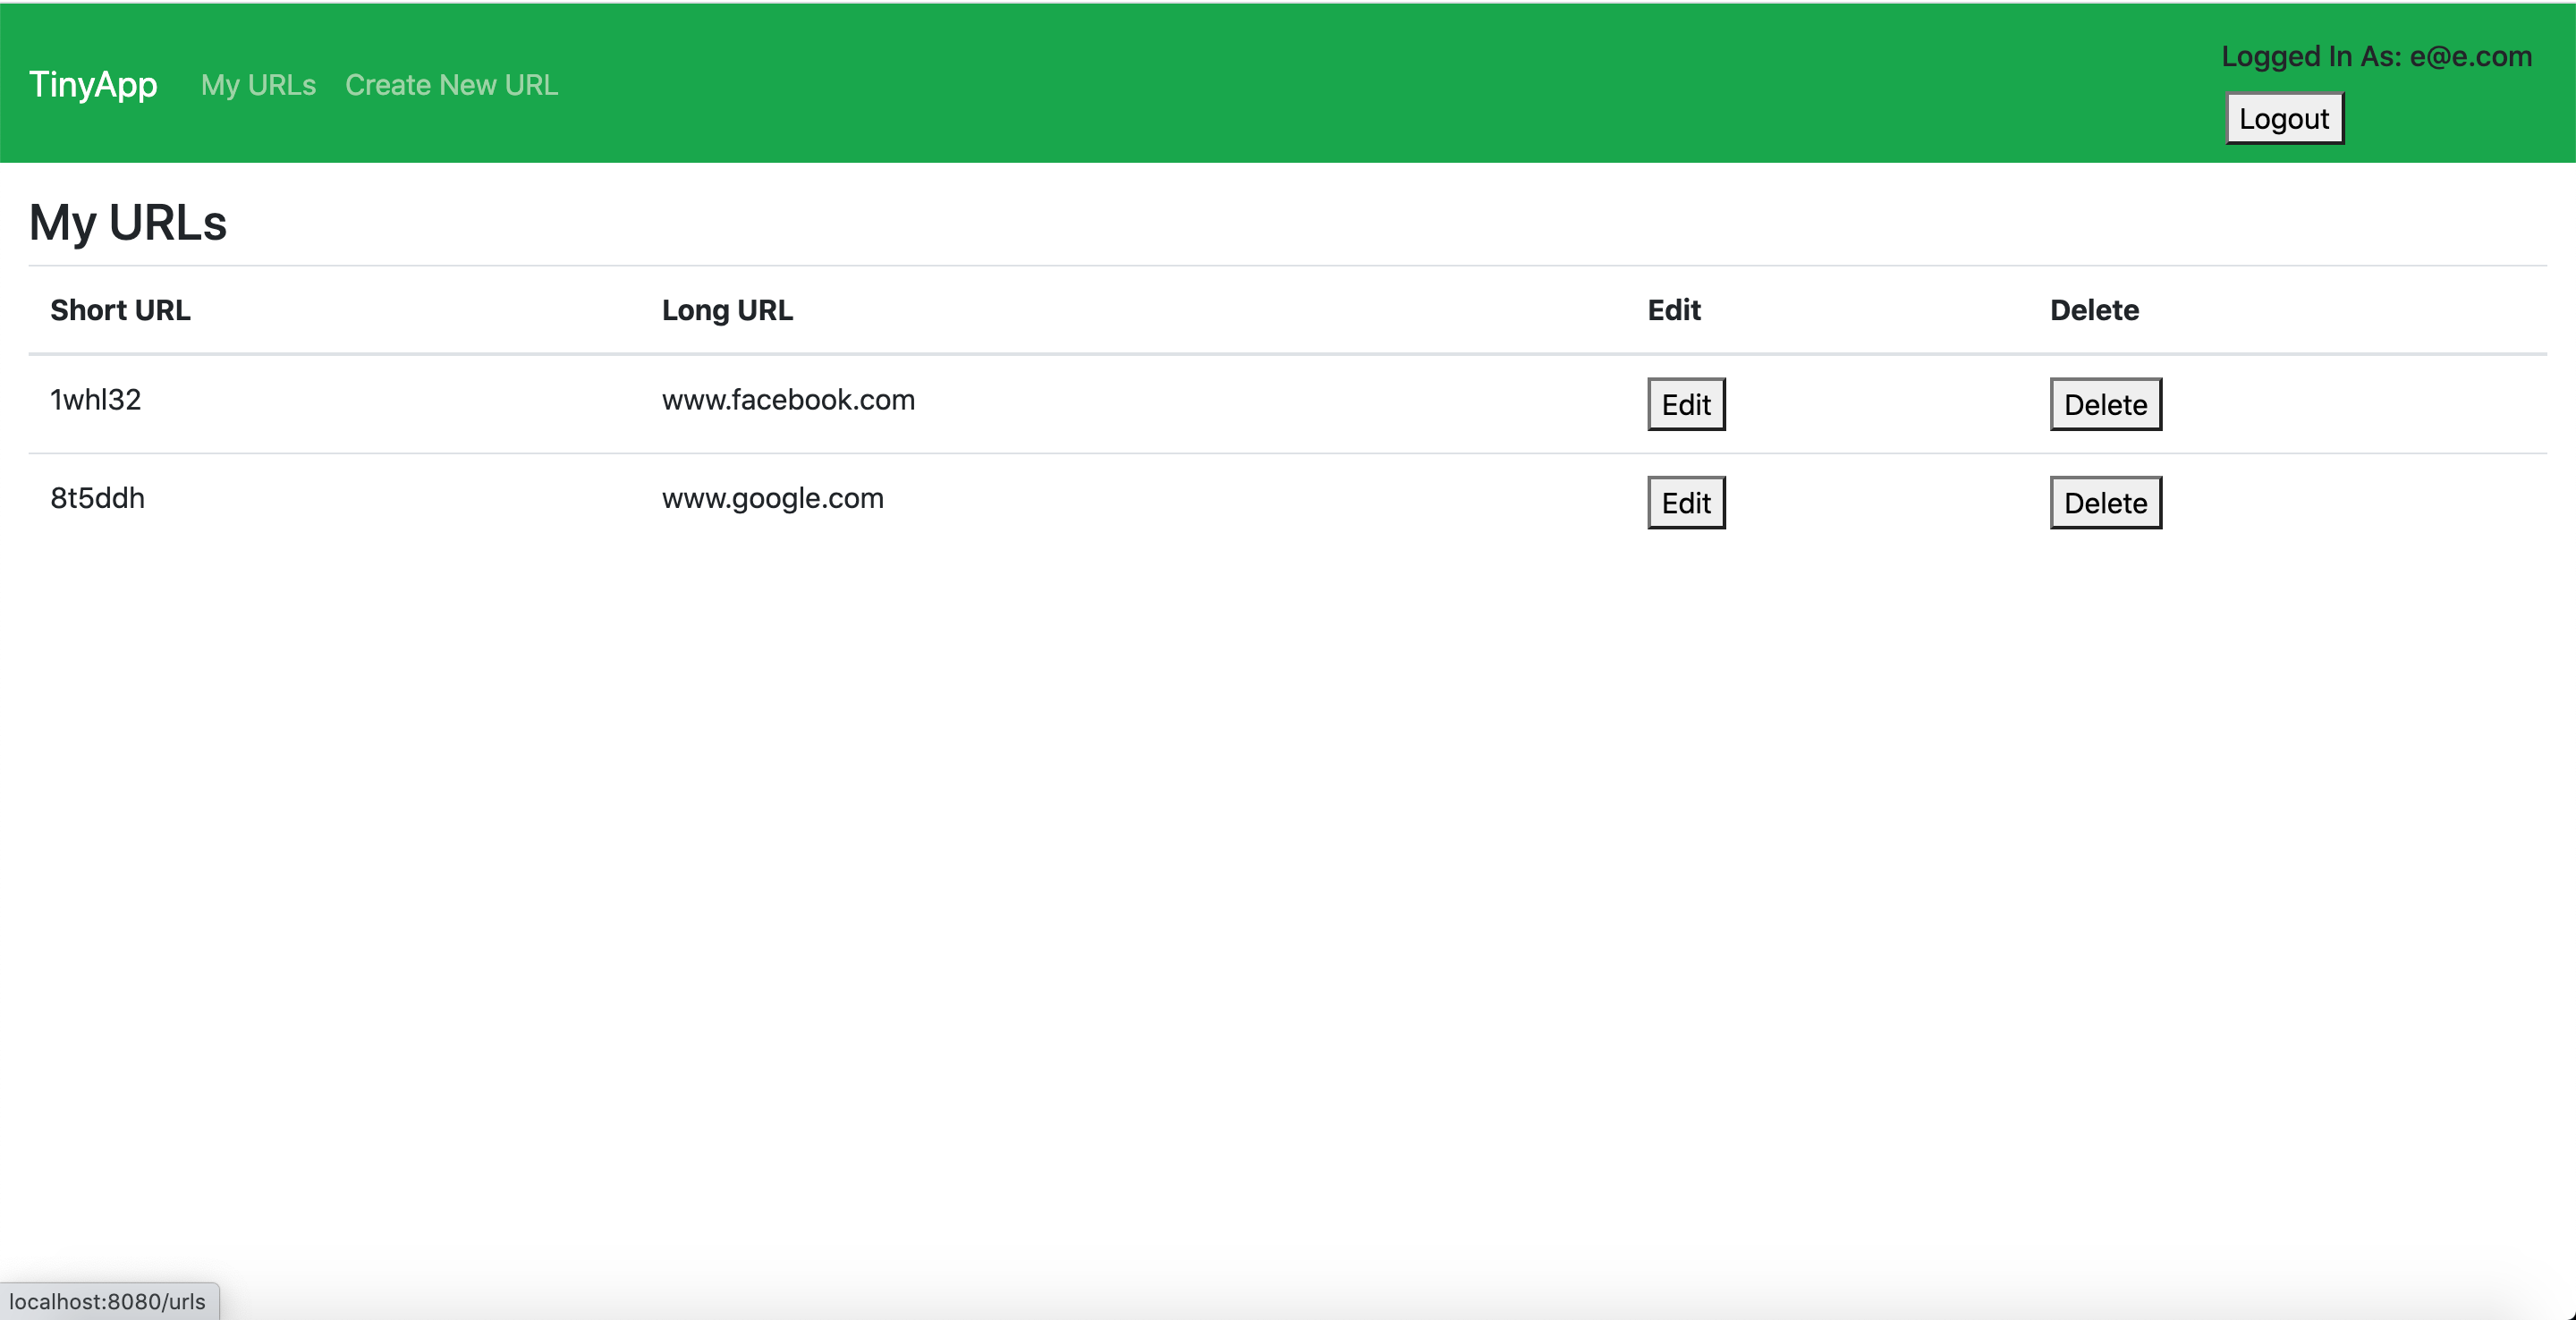 TinyApp My URLs Create New URL
Logged In As: e@e.com
Logout
My URLs
Short URL Long URL Edit Delete
1whl32 www.facebook.com Edit Delete
8t5ddh www.google.com Edit Delete
localhost:8080/urls